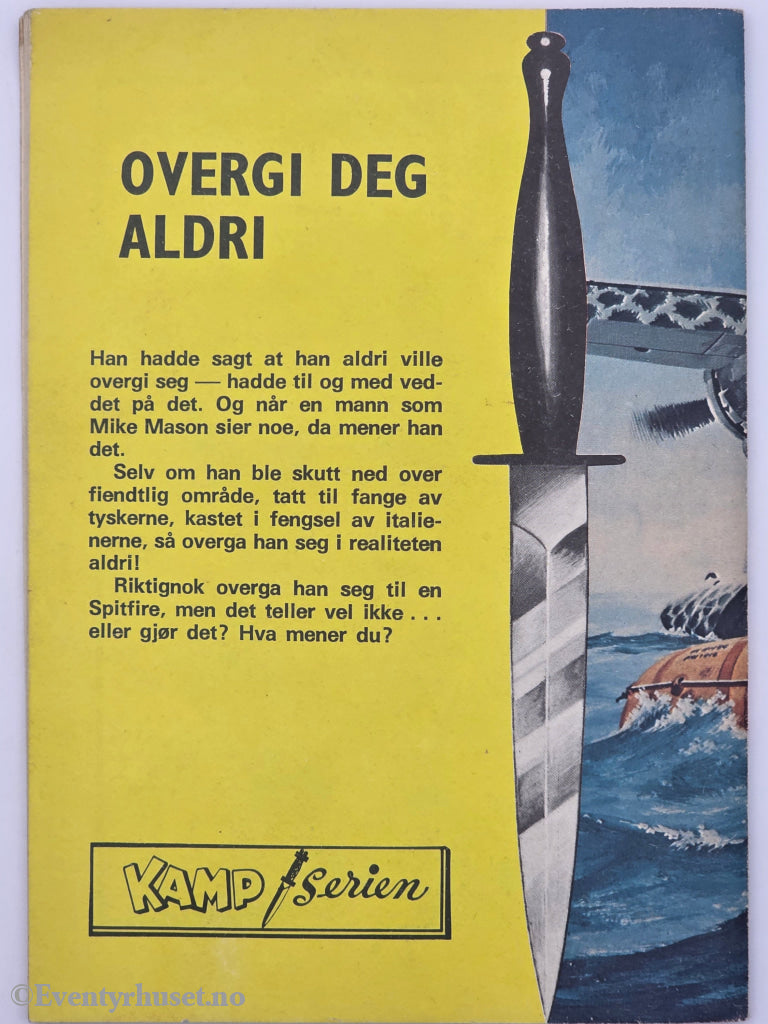 OVERGI DEG
ALDRI
Han hadde sagt at han aldri ville
overgi seg — hadde til og med ved-
det på det. Og når en mann som
Mike Mason sier noe, da mener han
det.
Selv om han ble skutt ned over
fiendtlig område, tatt til fange av
tyskerne, kastet i fengsel av italie-
nerne, så overga han seg i realiteten
aldri!
Riktignok overga han seg til en
Spitfire, men det teller vel ikke . . .
eller gjør det? Hva mener du?
KAMP serien
©Eventyrhuset.no